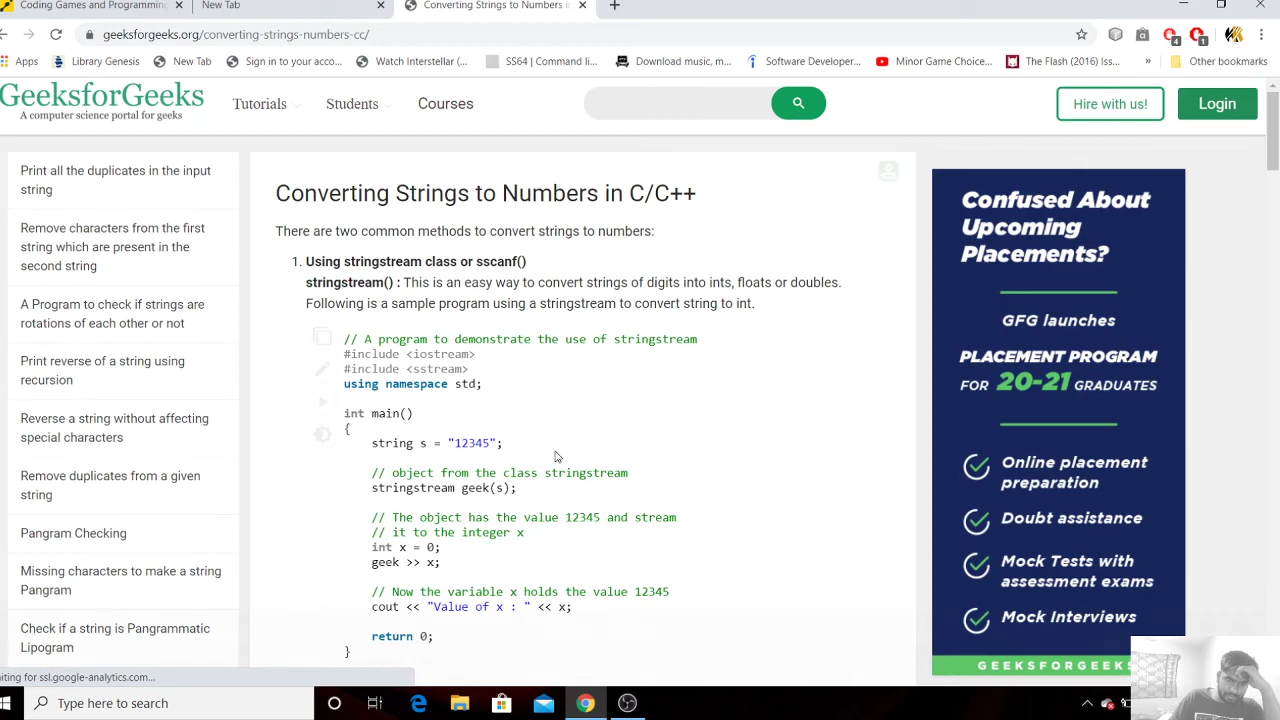 Coding Games and Programming
New Tab
Converting Strings to Numbers in
geeksforgeeks.org/converting-strings-numbers-cc/
4
1
Apps
Library Genesis
New Tab
Sign in to your acco...
Watch Interstellar (...
SS64 | Command li...
Download music, m...
Software Developer...
Minor Game Choice...
The Flash (2016) Iss...
»
Other bookmarks
GeeksforGeeks
A computer science portal for geeks
Tutorials
Students
Courses
Hire with us!
Login
Print all the duplicates in the input
string
Remove characters from the first
string which are present in the
second string
A Program to check if strings are
rotations of each other or not
Print reverse of a string using
recursion
Reverse a string without affecting
special characters
Remove duplicates from a given
string
Pangram Checking
Missing characters to make a string
Pangram
Check if a string is Pangrammatic
Lipogram
Converting Strings to Numbers in C/C++
There are two common methods to convert strings to numbers:
1. Using stringstream class or sscanf()
stringstream() : This is an easy way to convert strings of digits into ints, floats or doubles.
Following is a sample program using a stringstream to convert string to int.
// A program to demonstrate the use of stringstream
#include <iostream>
#include <sstream>
using namespace std;
int main()
{
string s = "12345";
// object from the class stringstream
stringstream geek(s);
// The object has the value 12345 and stream
// it to the integer x
int x = 0;
geek >> x;
// Now the variable x holds the value 12345
cout << "Value of x : " << x;
return 0;
}
Confused About
Upcoming
Placements?
GFG launches
PLACEMENT PROGRAM
FOR 20-21 GRADUATES
Online placement
preparation
Doubt assistance
Mock Tests with
assessment exams
Mock Interviews
GEEKSFORGEEKS
iting for ssl.google-analytics.com...
Type here to search